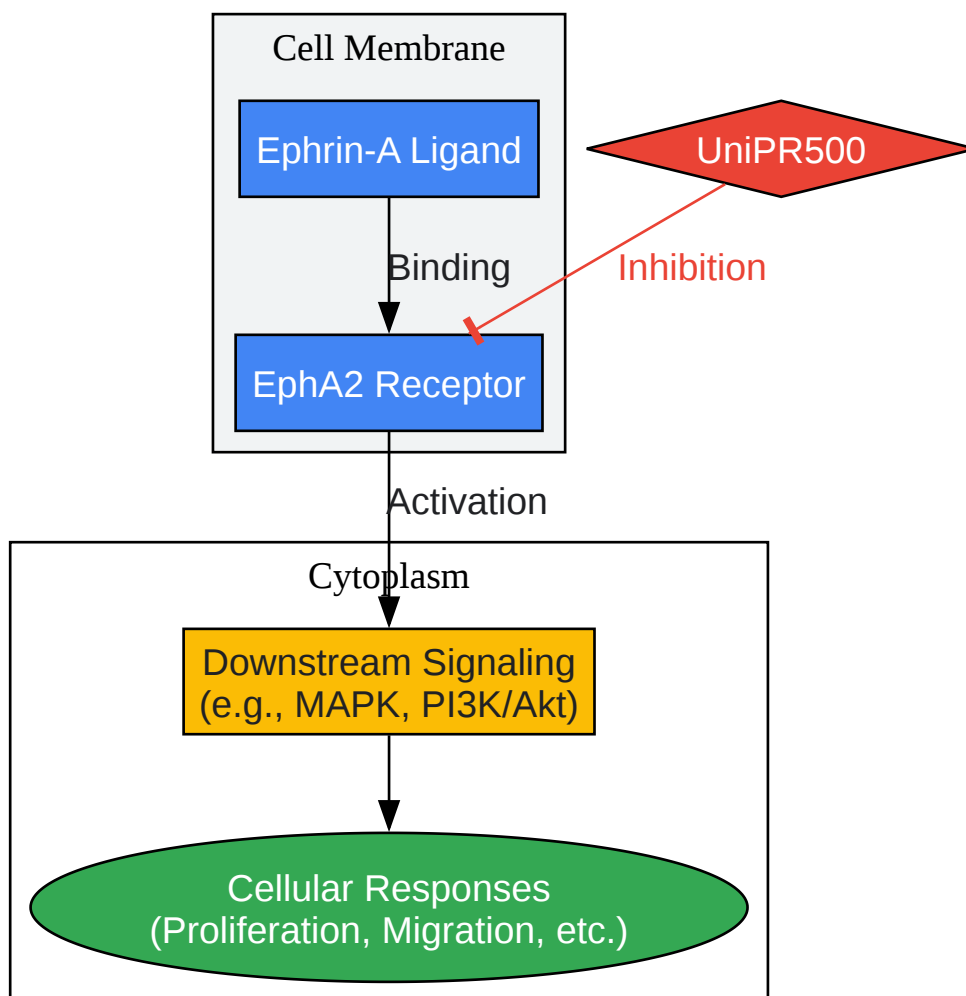 Cell Membrane
Ephrin-A Ligand
UniPR500
Binding
Inhibition
EphA2 Receptor
Activation
Cytoplasm
Downstream Signaling
(e.g., MAPK, PI3K/Akt)
Cellular Responses
(Proliferation, Migration, etc.)